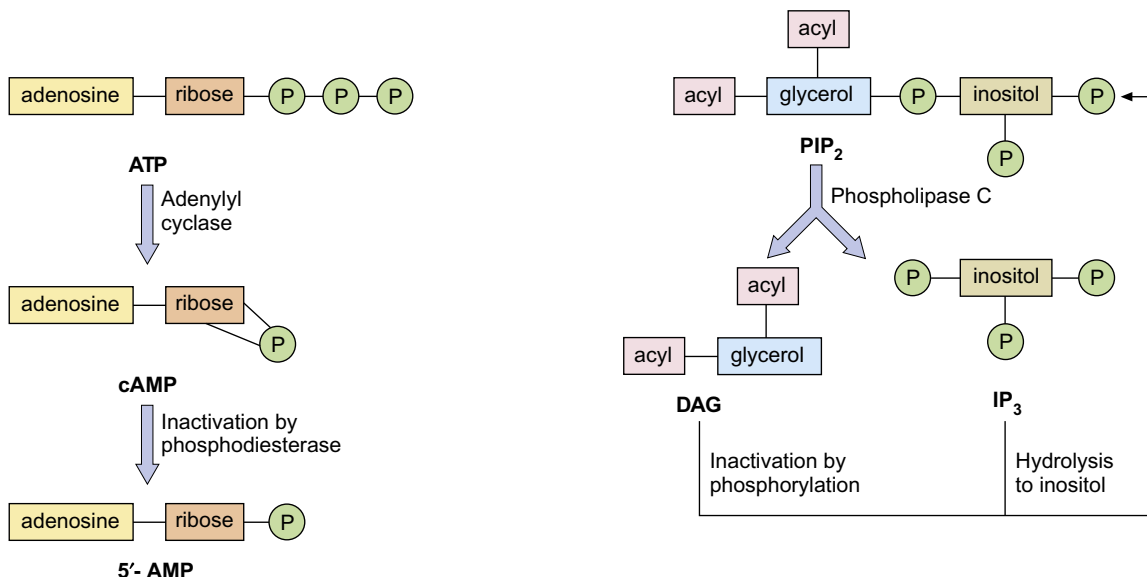 adenosine ribose P P P
ATP
Adenylyl
cyclase
adenosine ribose
P
cAMP
Inactivation by
phosphodiesterase
adenosine ribose P
5′- AMP
acyl
acyl glycerol P inositol P
P
PIP₂
Phospholipase C
acyl
acyl glycerol
DAG
Inactivation by
phosphorylation
P inositol P
P
IP₃
Hydrolysis
to inositol